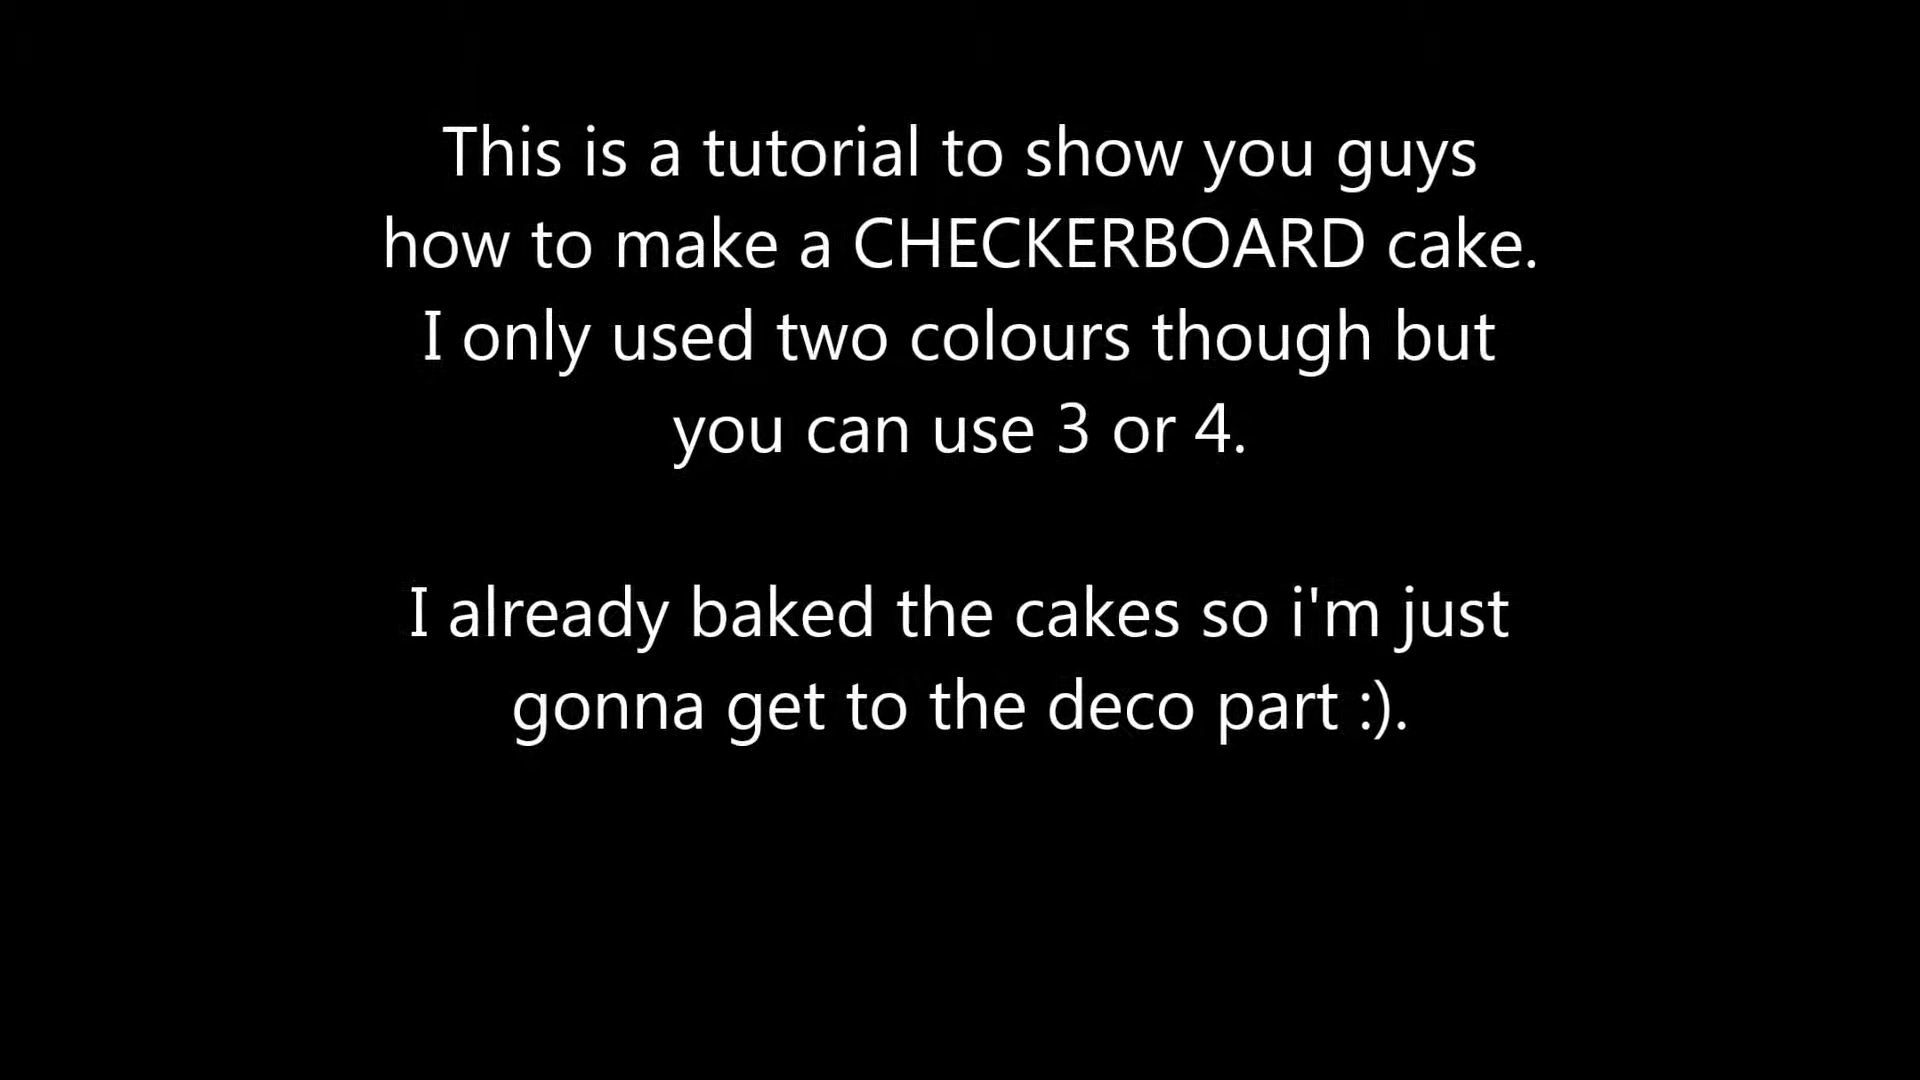 This is a tutorial to show you guys
how to make a CHECKERBOARD cake.
I only used two colours though but
you can use 3 or 4.
I already baked the cakes so i'm just
gonna get to the deco part :).